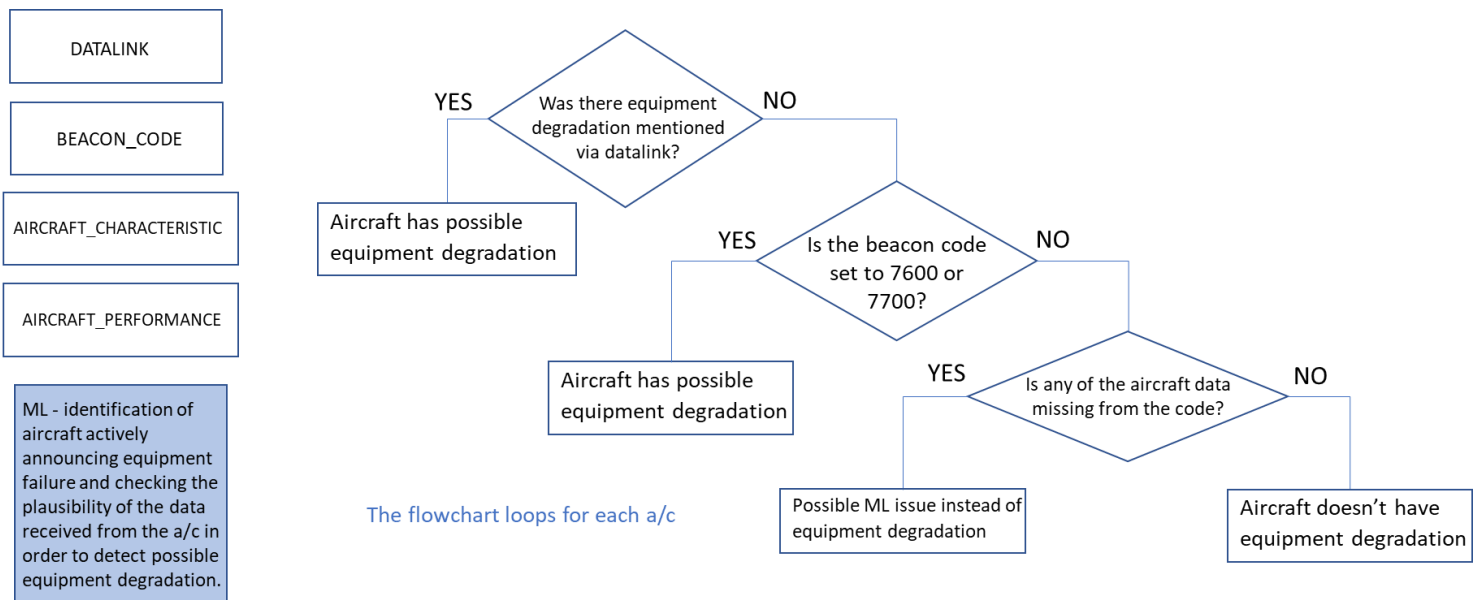 DATALINK
BEACON_CODE
AIRCRAFT_CHARACTERISTIC
AIRCRAFT_PERFORMANCE
ML - identification of
aircraft actively
announcing equipment
failure and checking the
plausibility of the data
received from the a/c in
order to detect possible
equipment degradation.
YES
Was there equipment
degradation mentioned
via datalink?
NO
Aircraft has possible
equipment degradation
YES
Is the beacon code
set to 7600 or
7700?
NO
Aircraft has possible
equipment degradation
YES
Is any of the aircraft data
missing from the code?
NO
Possible ML issue instead of
equipment degradation
Aircraft doesn’t have
equipment degradation
The flowchart loops for each a/c